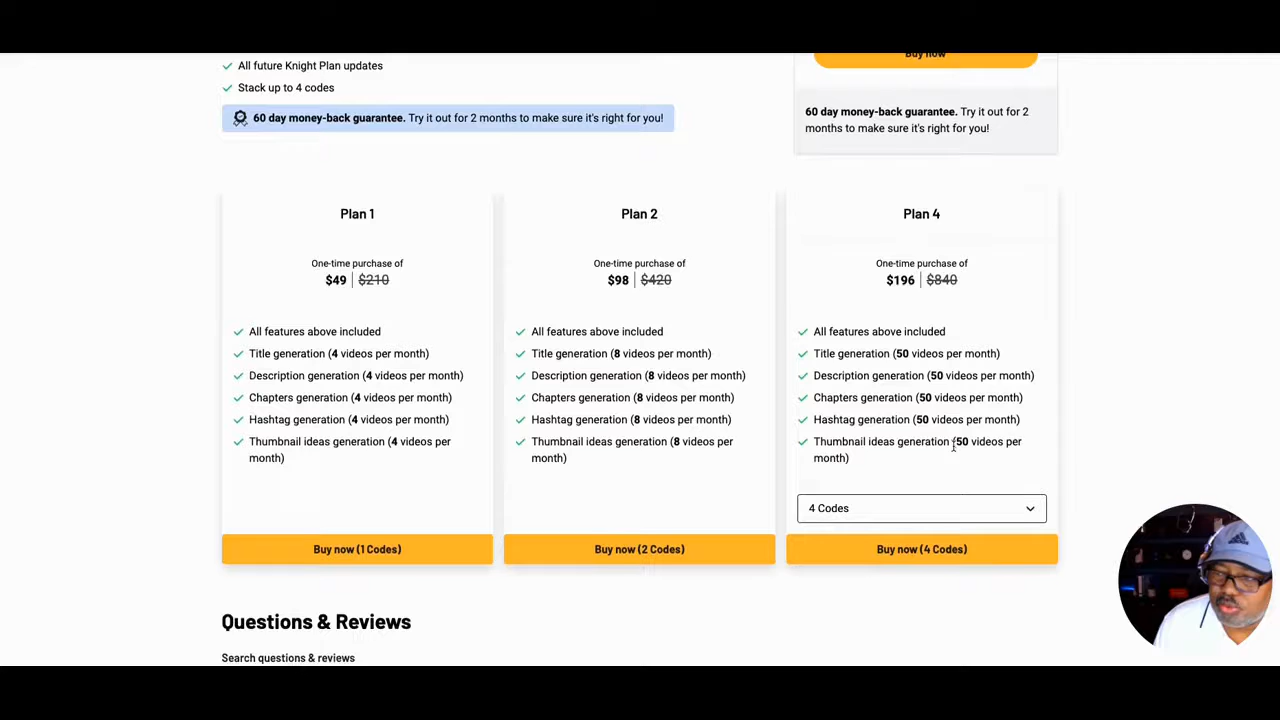 All future Knight Plan updates
Stack up to 4 codes
60 day money-back guarantee. Try it out for 2 months to make sure it's right for you!
Buy now
60 day money-back guarantee. Try it out for 2
months to make sure it's right for you!
Plan 1
One-time purchase of
$49 | $210
All features above included
Title generation (4 videos per month)
Description generation (4 videos per month)
Chapters generation (4 videos per month)
Hashtag generation (4 videos per month)
Thumbnail ideas generation (4 videos per
month)
Buy now (1 Codes)
Plan 2
One-time purchase of
$98 | $420
All features above included
Title generation (8 videos per month)
Description generation (8 videos per month)
Chapters generation (8 videos per month)
Hashtag generation (8 videos per month)
Thumbnail ideas generation (8 videos per
month)
Buy now (2 Codes)
Plan 4
One-time purchase of
$196 | $840
All features above included
Title generation (50 videos per month)
Description generation (50 videos per month)
Chapters generation (50 videos per month)
Hashtag generation (50 videos per month)
Thumbnail ideas generation (50 videos per
month)
4 Codes
Buy now (4 Codes)
Questions & Reviews
Search questions & reviews